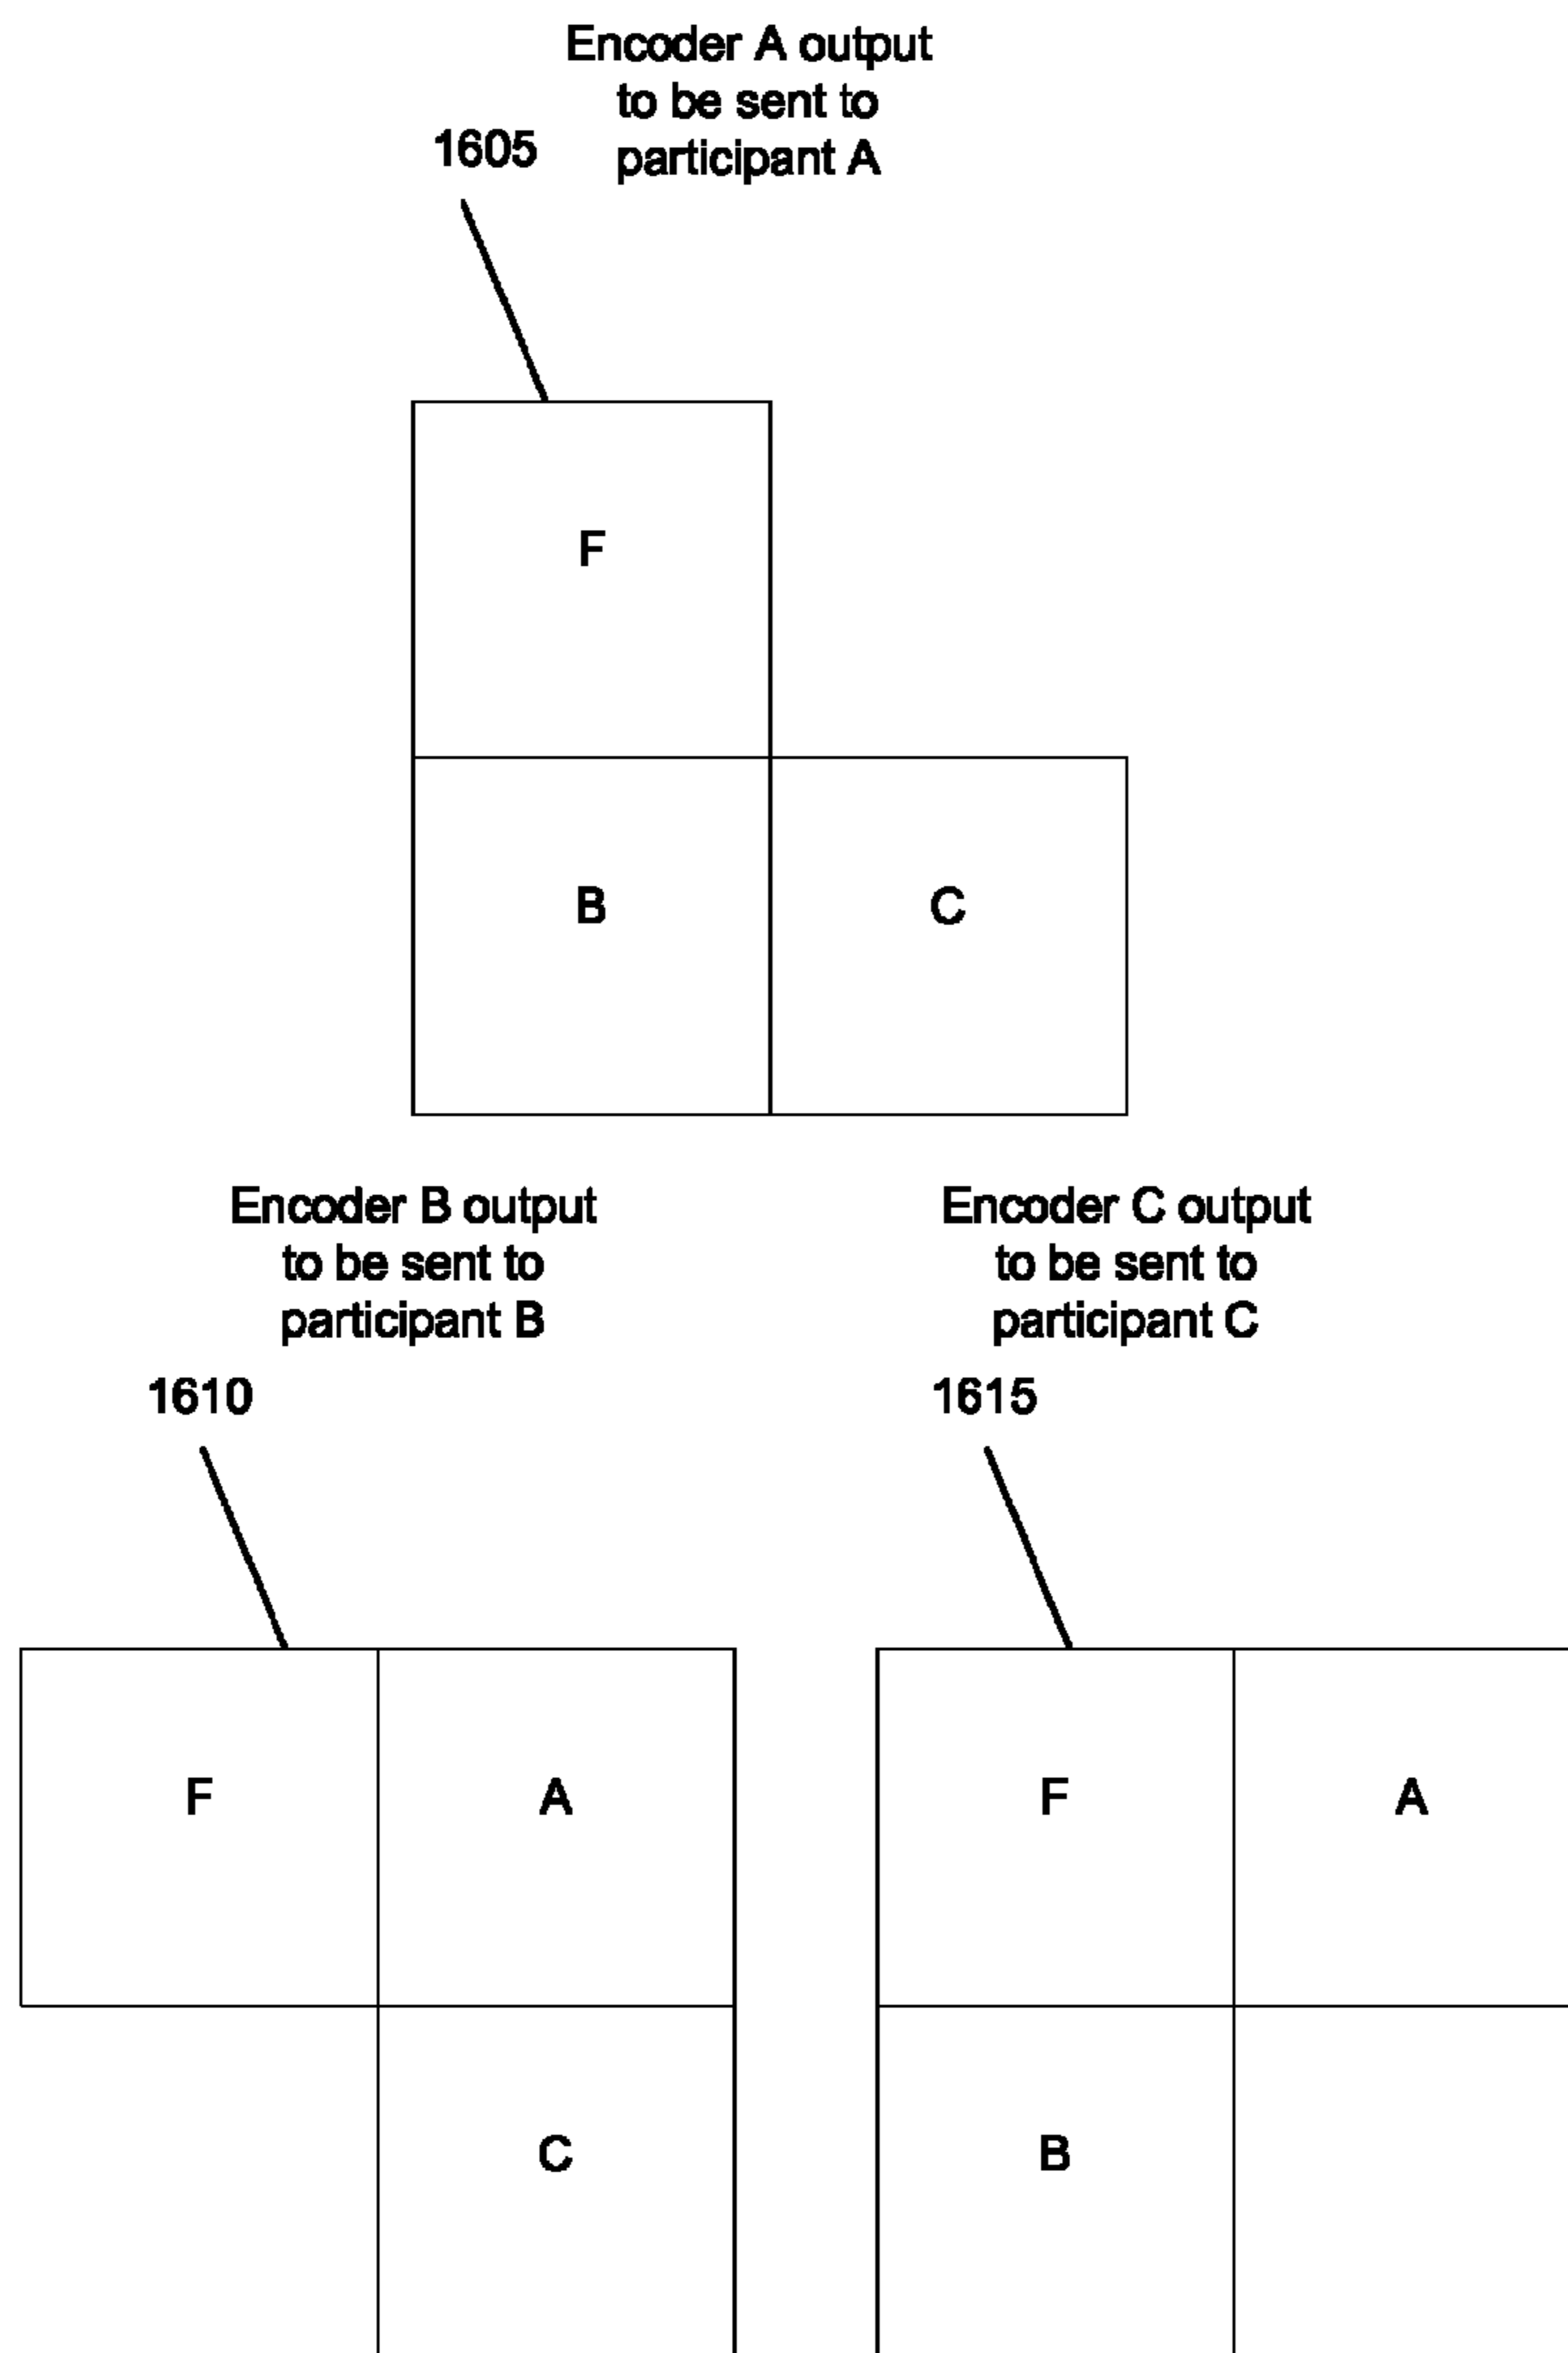 Encoder A output
to be sent to
participant A
1605
F
B
C
Encoder B output
to be sent to
participant B
1610
Encoder C output
to be sent to
participant C
1615
F
A
C
F
A
B